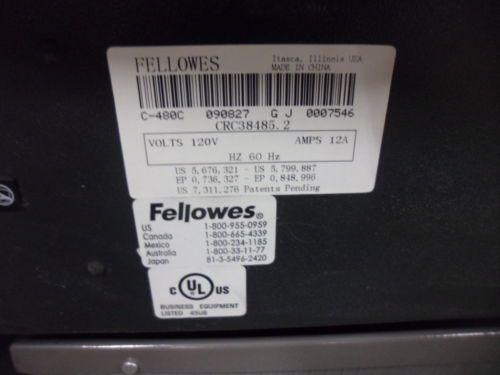 FELLOWES
Itasca, Illinois USA
MADE IN CHINA
C-480C 090827 G J 0007546
CRC38485.2
VOLTS 120V AMPS 12A
HZ 60 Hz
US 5,676,321 - US 5,799,887
EP 0,736,327 - EP 0,848,996
US 7,311,276 Patents Pending
Fellowes®
US 1-800-955-0959
Canada 1-800-665-4339
Mexico 1-800-234-1185
Australia 1-800-33-11-77
Japan 81-3-5496-2420
C UL® US
BUSINESS EQUIPMENT
LISTED 45U8